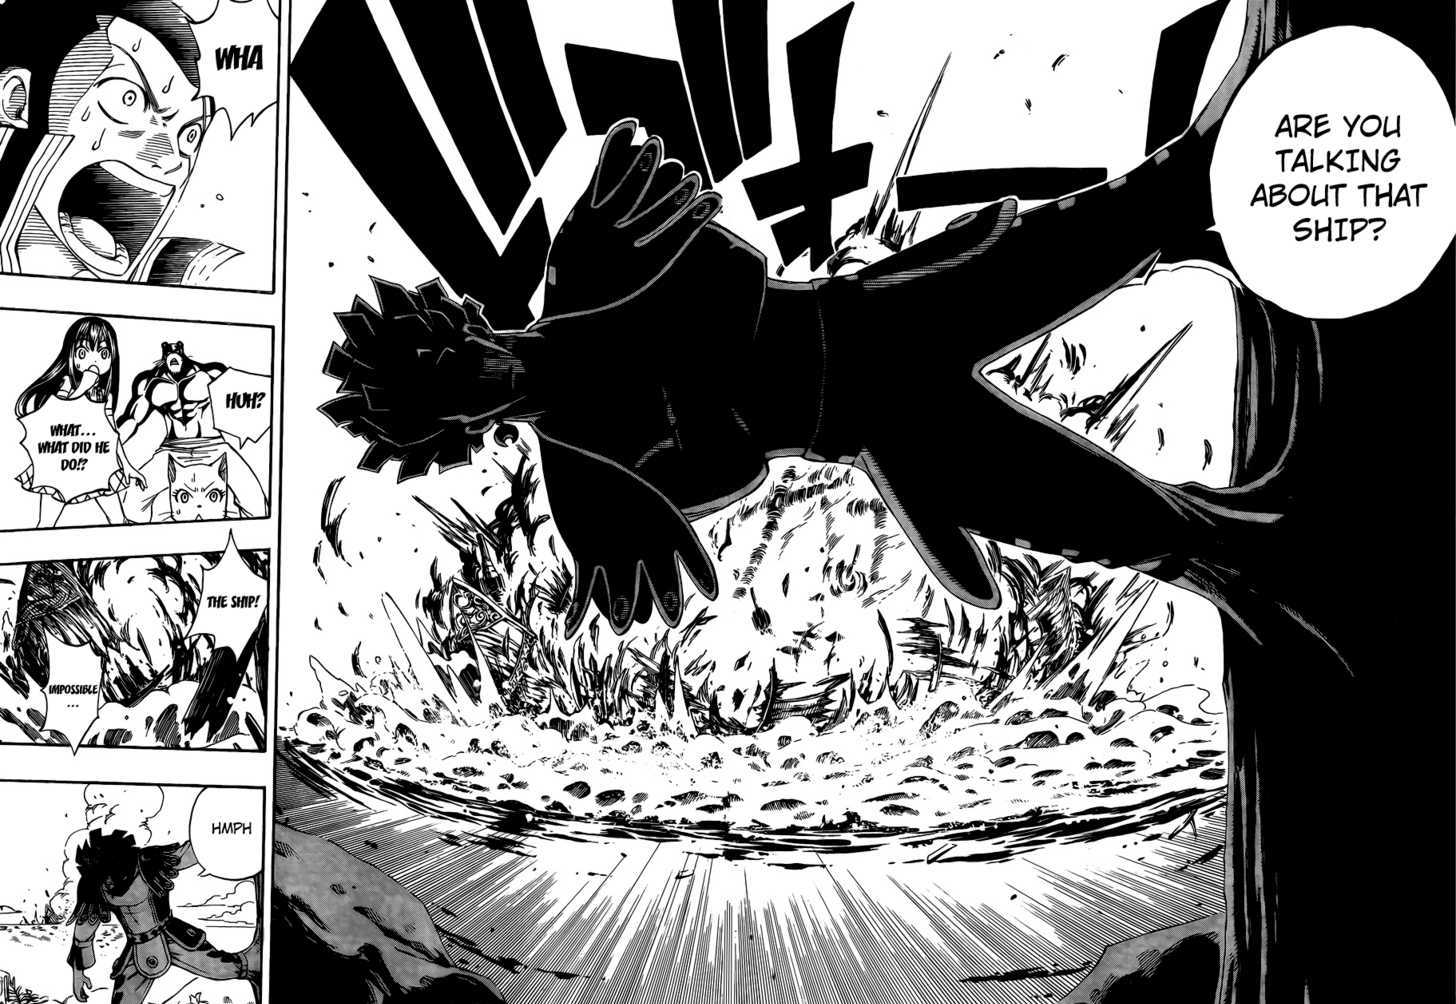 ARE YOU
TALKING
ABOUT THAT
SHIP?
WHA
HUH?
WHAT...
WHAT DID HE
DO!?
THE SHIP!
IMPOSSIBLE
...
HMPH